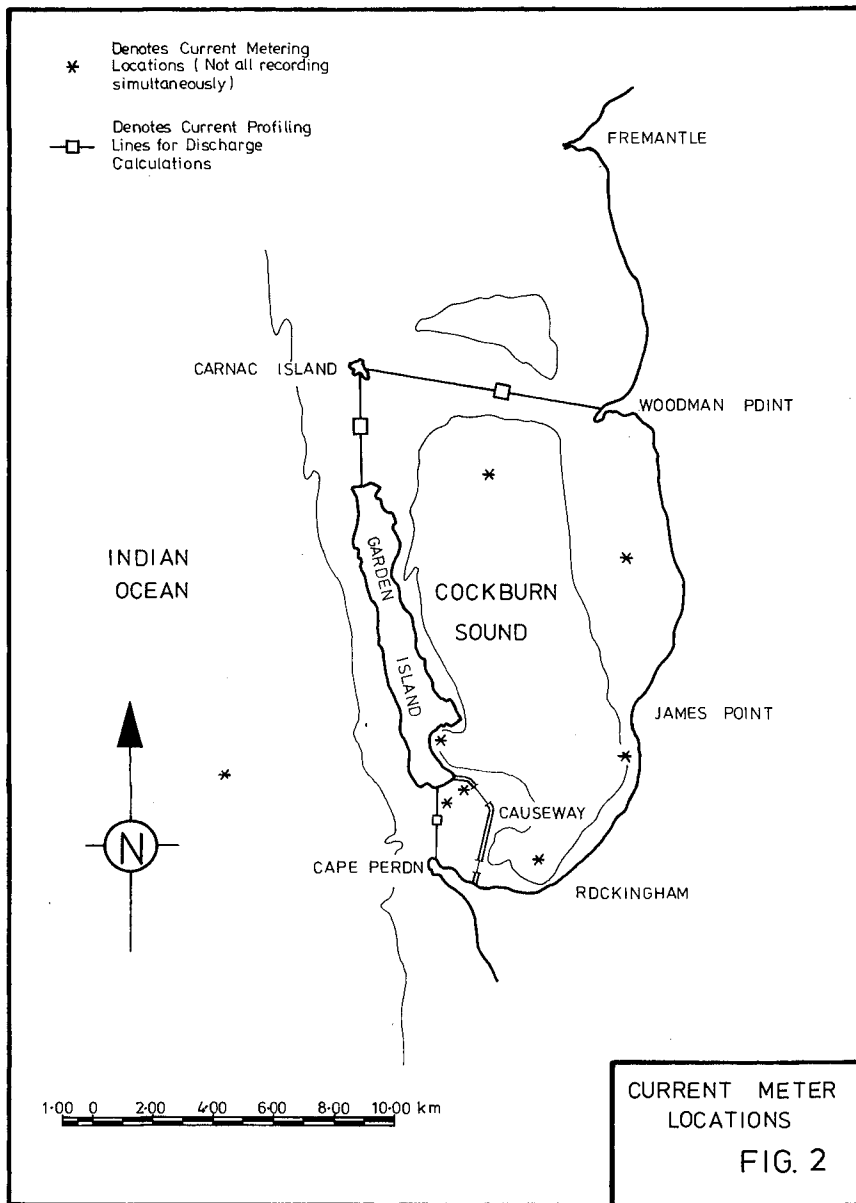 Denotes Current Metering
Locations ( Not all recording
simultaneously )
Denotes Current Profiling
Lines for Discharge
Calculations
FREMANTLE
CARNAC ISLAND
WOODMAN POINT
INDIAN
OCEAN
GARDEN
ISLAND
COCKBURN
SOUND
JAMES POINT
N
CAUSEWAY
CAPE PERON
ROCKINGHAM
1·00 0 2·00 4·00 6·00 8·00 10·00 km
CURRENT METER
LOCATIONS
FIG. 2